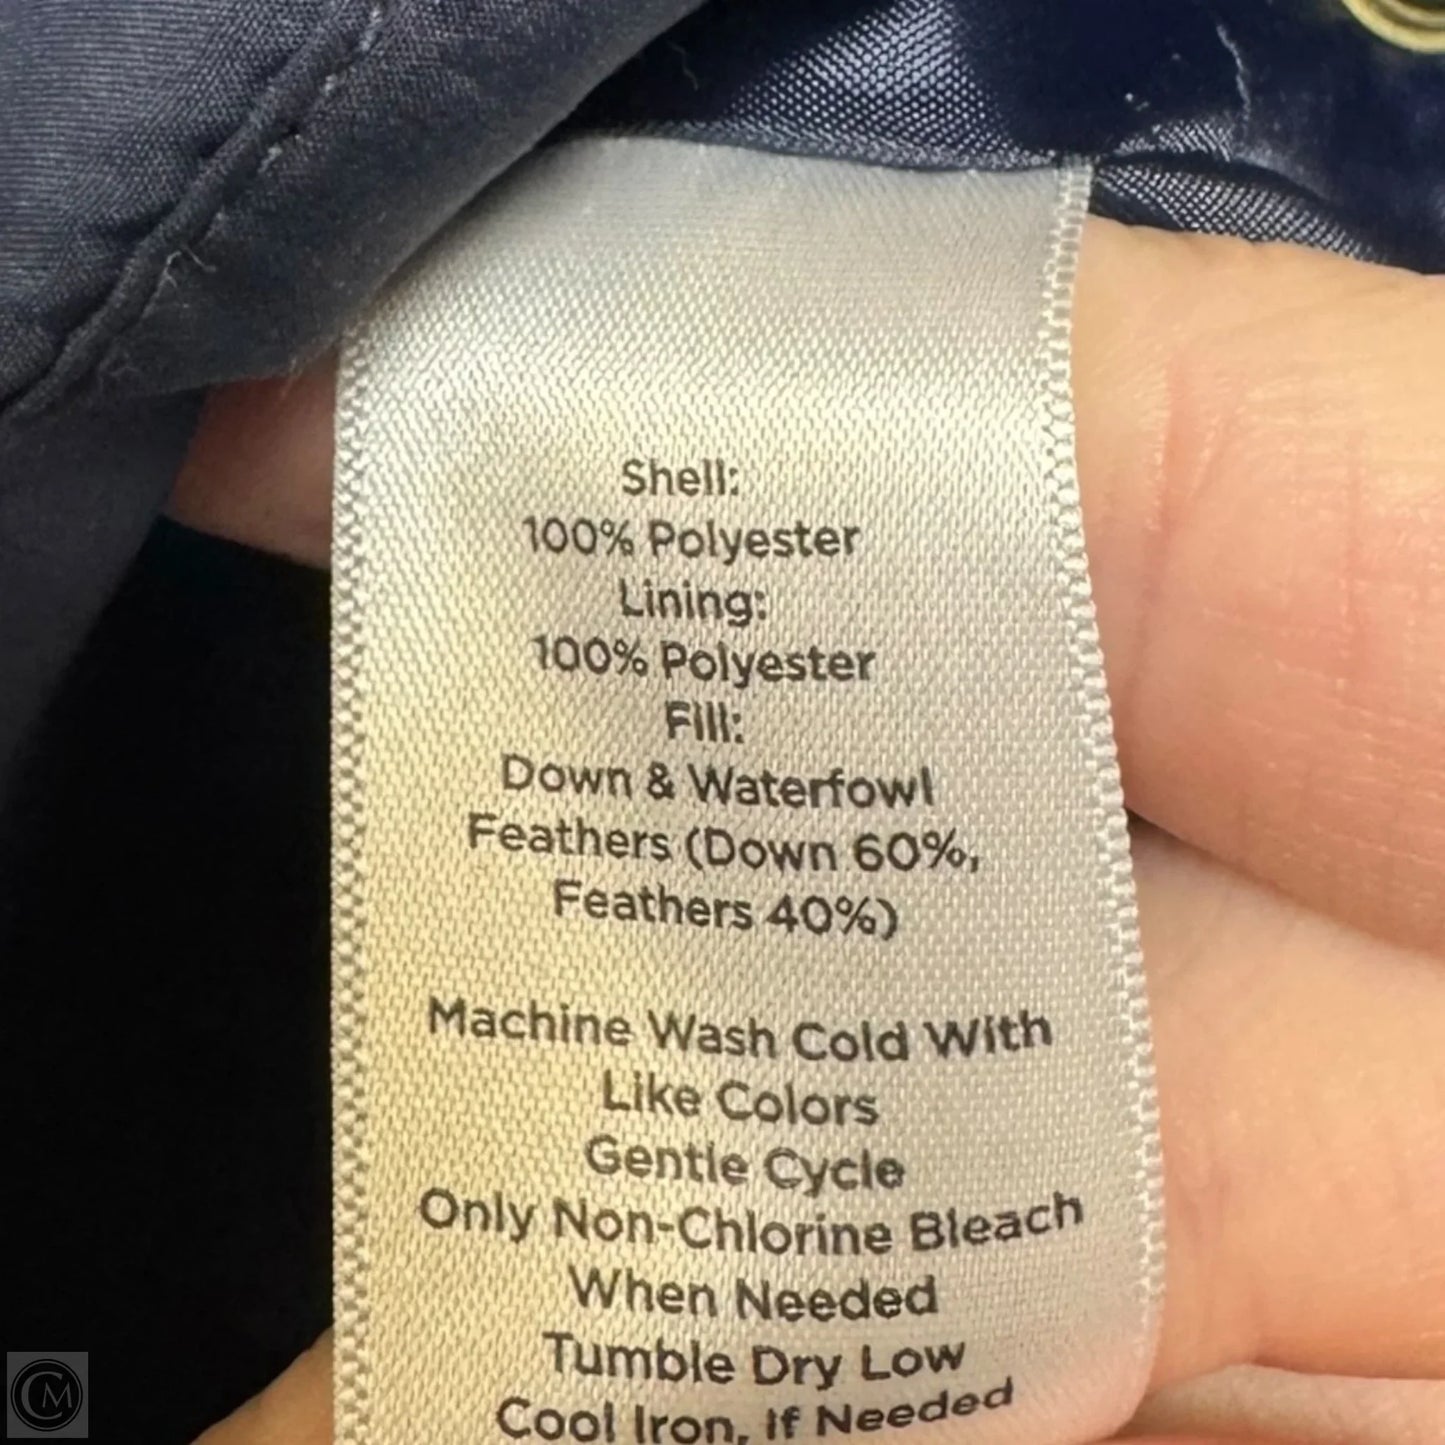 Shell:
100% Polyester
Lining:
100% Polyester
Fill:
Down & Waterfowl
Feathers (Down 60%,
Feathers 40%)
Machine Wash Cold With
Like Colors
Gentle Cycle
Only Non-Chlorine Bleach
When Needed
Tumble Dry Low
Cool Iron, If Needed
CM